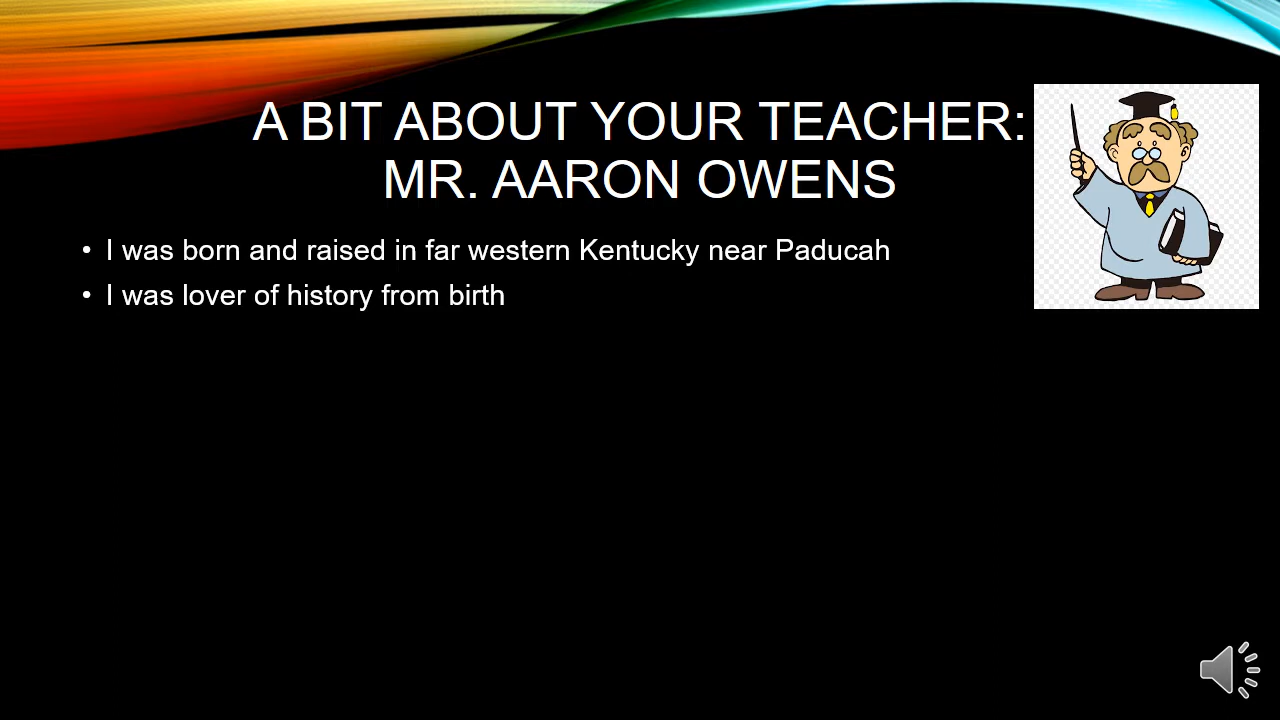 A BIT ABOUT YOUR TEACHER:
MR. AARON OWENS
• I was born and raised in far western Kentucky near Paducah
• I was lover of history from birth